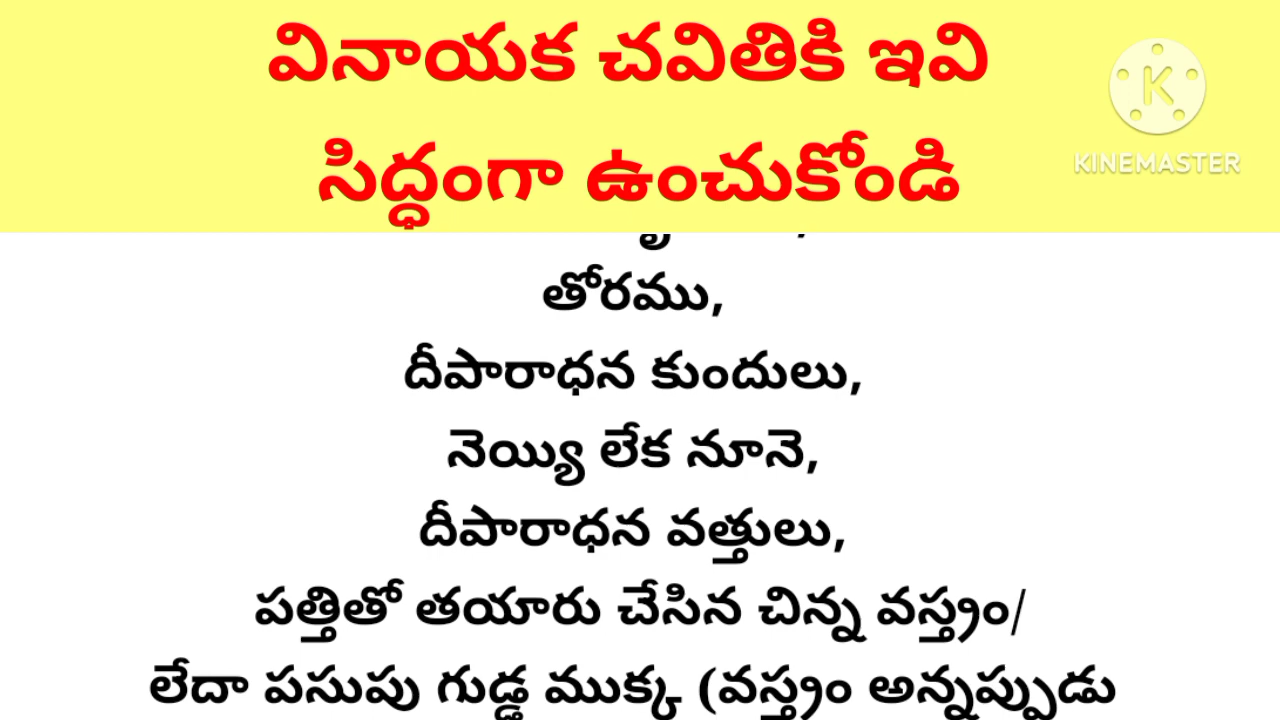 వినాయక చవితికి ఇవి
సిద్ధంగా ఉంచుకోండి
KINEMASTER
తోరము,
దీపారాధన కుందులు,
నెయ్యి లేక నూనె,
దీపారాధన వత్తులు,
పత్తితో తయారు చేసిన చిన్న వస్త్రం/
లేదా పసుపు గుడ్డ ముక్క (వస్త్రం అన్నప్పుడు